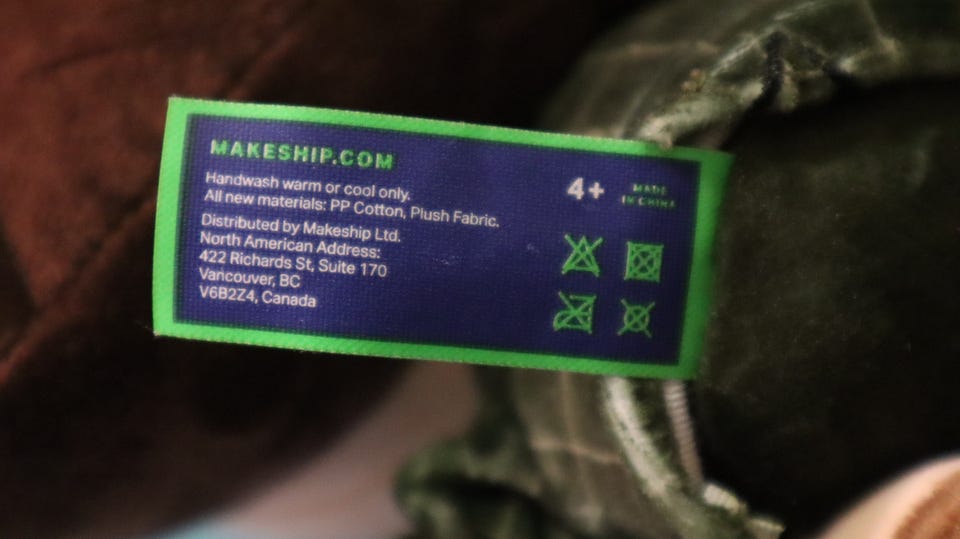 MAKESHIP.COM
Handwash warm or cool only.
All new materials: PP Cotton, Plush Fabric.
Distributed by Makeship Ltd.
North American Address:
422 Richards St, Suite 170
Vancouver, BC
V6B2Z4, Canada
4+
MADE
IN CHINA